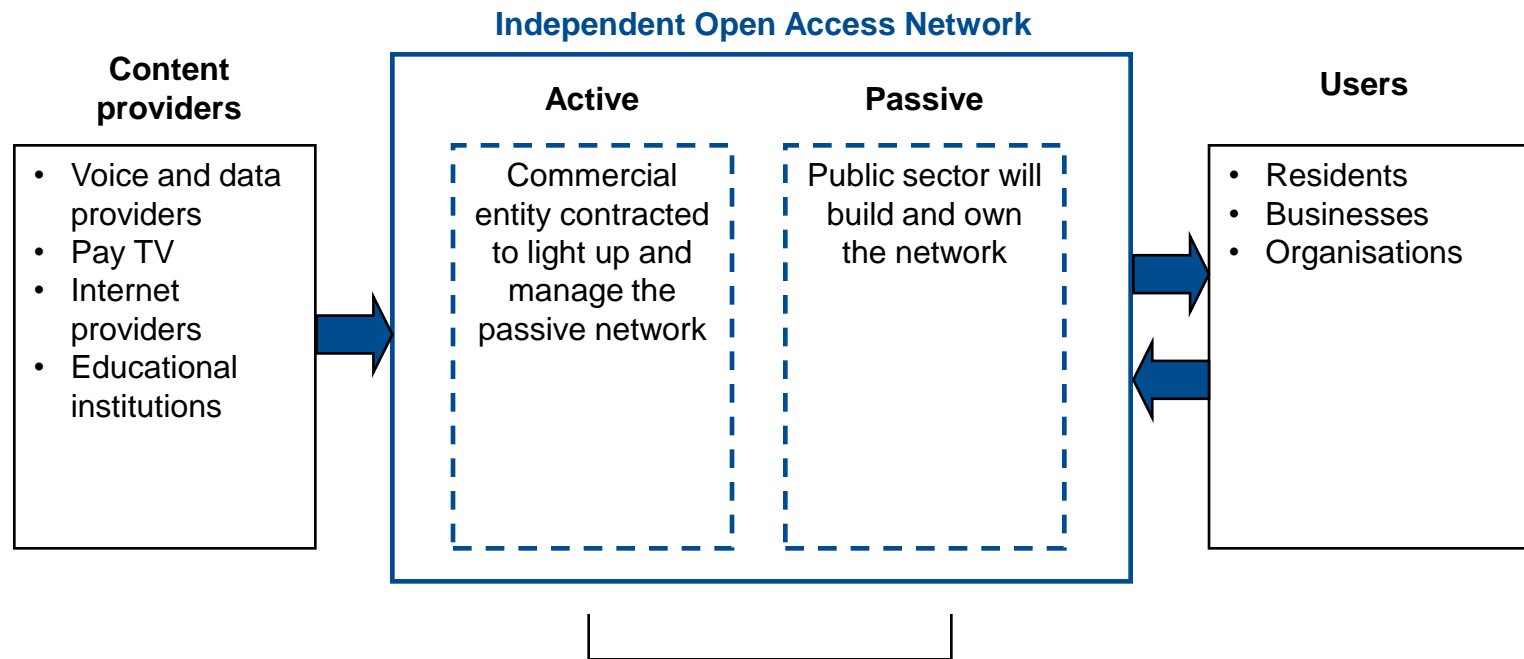 Independent Open Access Network
Content
providers
• Voice and data
providers
• Pay TV
• Internet
providers
• Educational
institutions
Active
Commercial
entity contracted
to light up and
manage the
passive network
Passive
Public sector will
build and own
the network
Users
• Residents
• Businesses
• Organisations